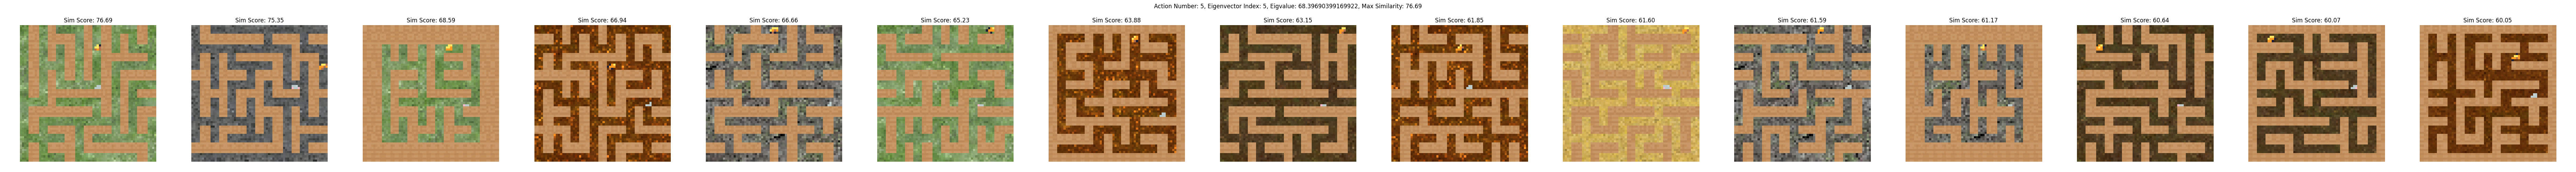 Action Number: 5, Eigenvector Index: 5, Eigvalue: 68.39690399169922, Max Similarity: 76.69
Sim Score: 76.69
Sim Score: 75.35
Sim Score: 68.59
Sim Score: 66.94
Sim Score: 66.66
Sim Score: 65.23
Sim Score: 63.88
Sim Score: 63.15
Sim Score: 61.85
Sim Score: 61.60
Sim Score: 61.59
Sim Score: 61.17
Sim Score: 60.64
Sim Score: 60.07
Sim Score: 60.05